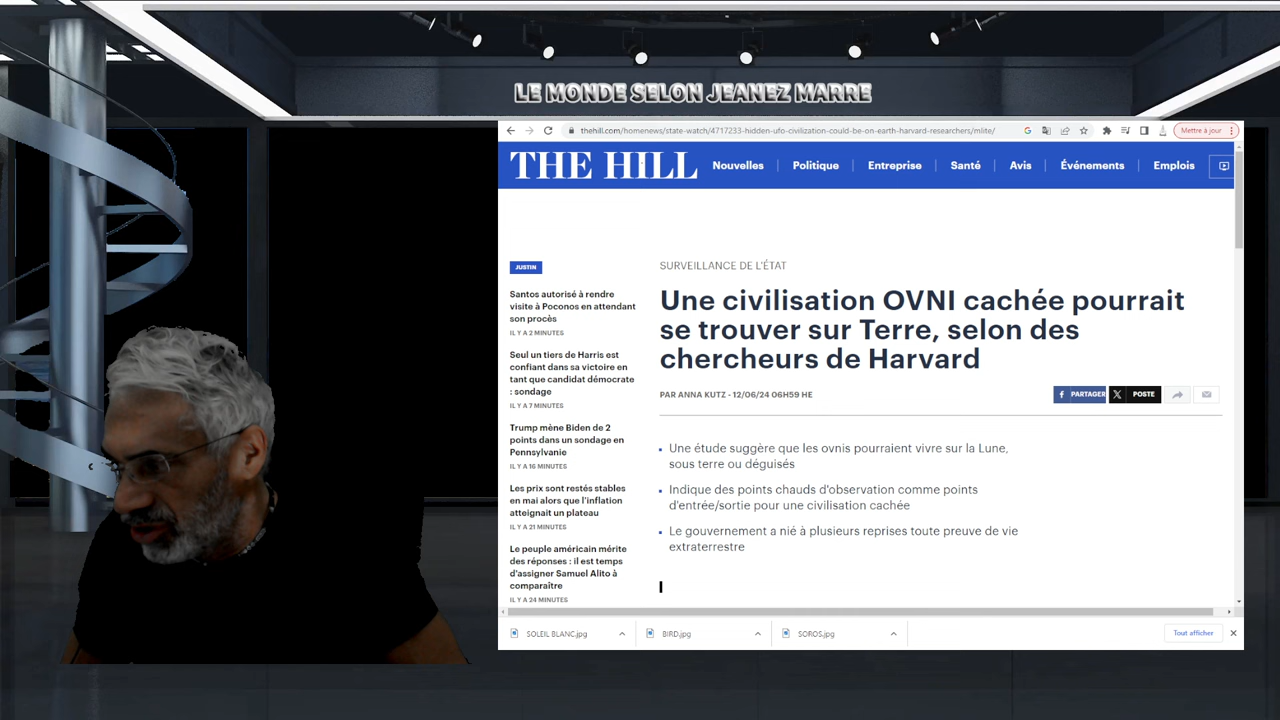 LE MONDE SELON JEANEZ MARRE
thehill.com/homenews/state-watch/4717233-hidden-ufo-civilization-could-be-on-earth-harvard-researchers/mlite/
Mettre à jour
THE HILL
Nouvelles
Politique
Entreprise
Santé
Avis
Événements
Emplois
JUSTIN
Santos autorisé à rendre
visite à Poconos en attendant
son procès
IL Y A 2 MINUTES
Seul un tiers de Harris est
confiant dans sa victoire en
tant que candidat démocrate
: sondage
IL Y A 7 MINUTES
Trump mène Biden de 2
points dans un sondage en
Pennsylvanie
IL Y A 16 MINUTES
Les prix sont restés stables
en mai alors que l'inflation
atteignait un plateau
IL Y A 21 MINUTES
Le peuple américain mérite
des réponses : il est temps
d'assigner Samuel Alito à
comparaître
IL Y A 24 MINUTES
SURVEILLANCE DE L'ÉTAT
Une civilisation OVNI cachée pourrait
se trouver sur Terre, selon des
chercheurs de Harvard
PAR ANNA KUTZ - 12/06/24 06H59 HE
PARTAGER
POSTE
Une étude suggère que les ovnis pourraient vivre sur la Lune,
sous terre ou déguisés
Indique des points chauds d'observation comme points
d'entrée/sortie pour une civilisation cachée
Le gouvernement a nié à plusieurs reprises toute preuve de vie
extraterrestre
SOLEIL BLANC.jpg
BIRD.jpg
SOROS.jpg
Tout afficher